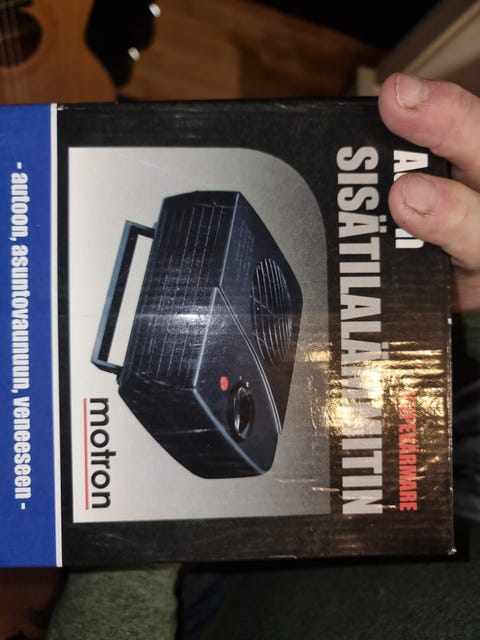 SISÄTILALÄMMITIN
motron
- autoon, asuntovaunuun, veneeseen -